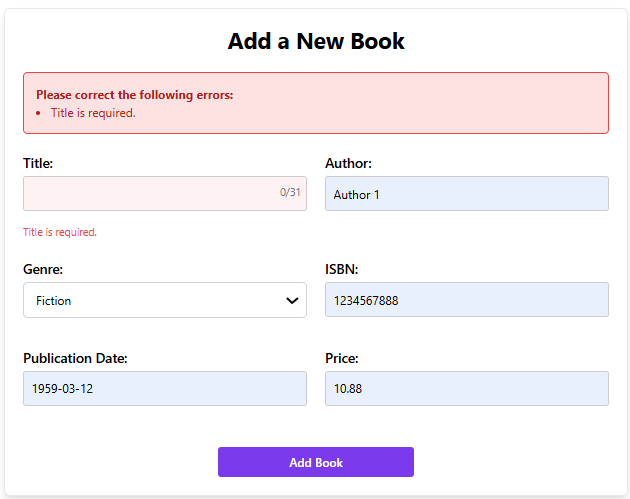 Add a New Book
Please correct the following errors:
• Title is required.
Title:
Author:
0/31
Author 1
Title is required.
Genre:
ISBN:
Fiction
1234567888
Publication Date:
Price:
1959-03-12
10.88
Add Book